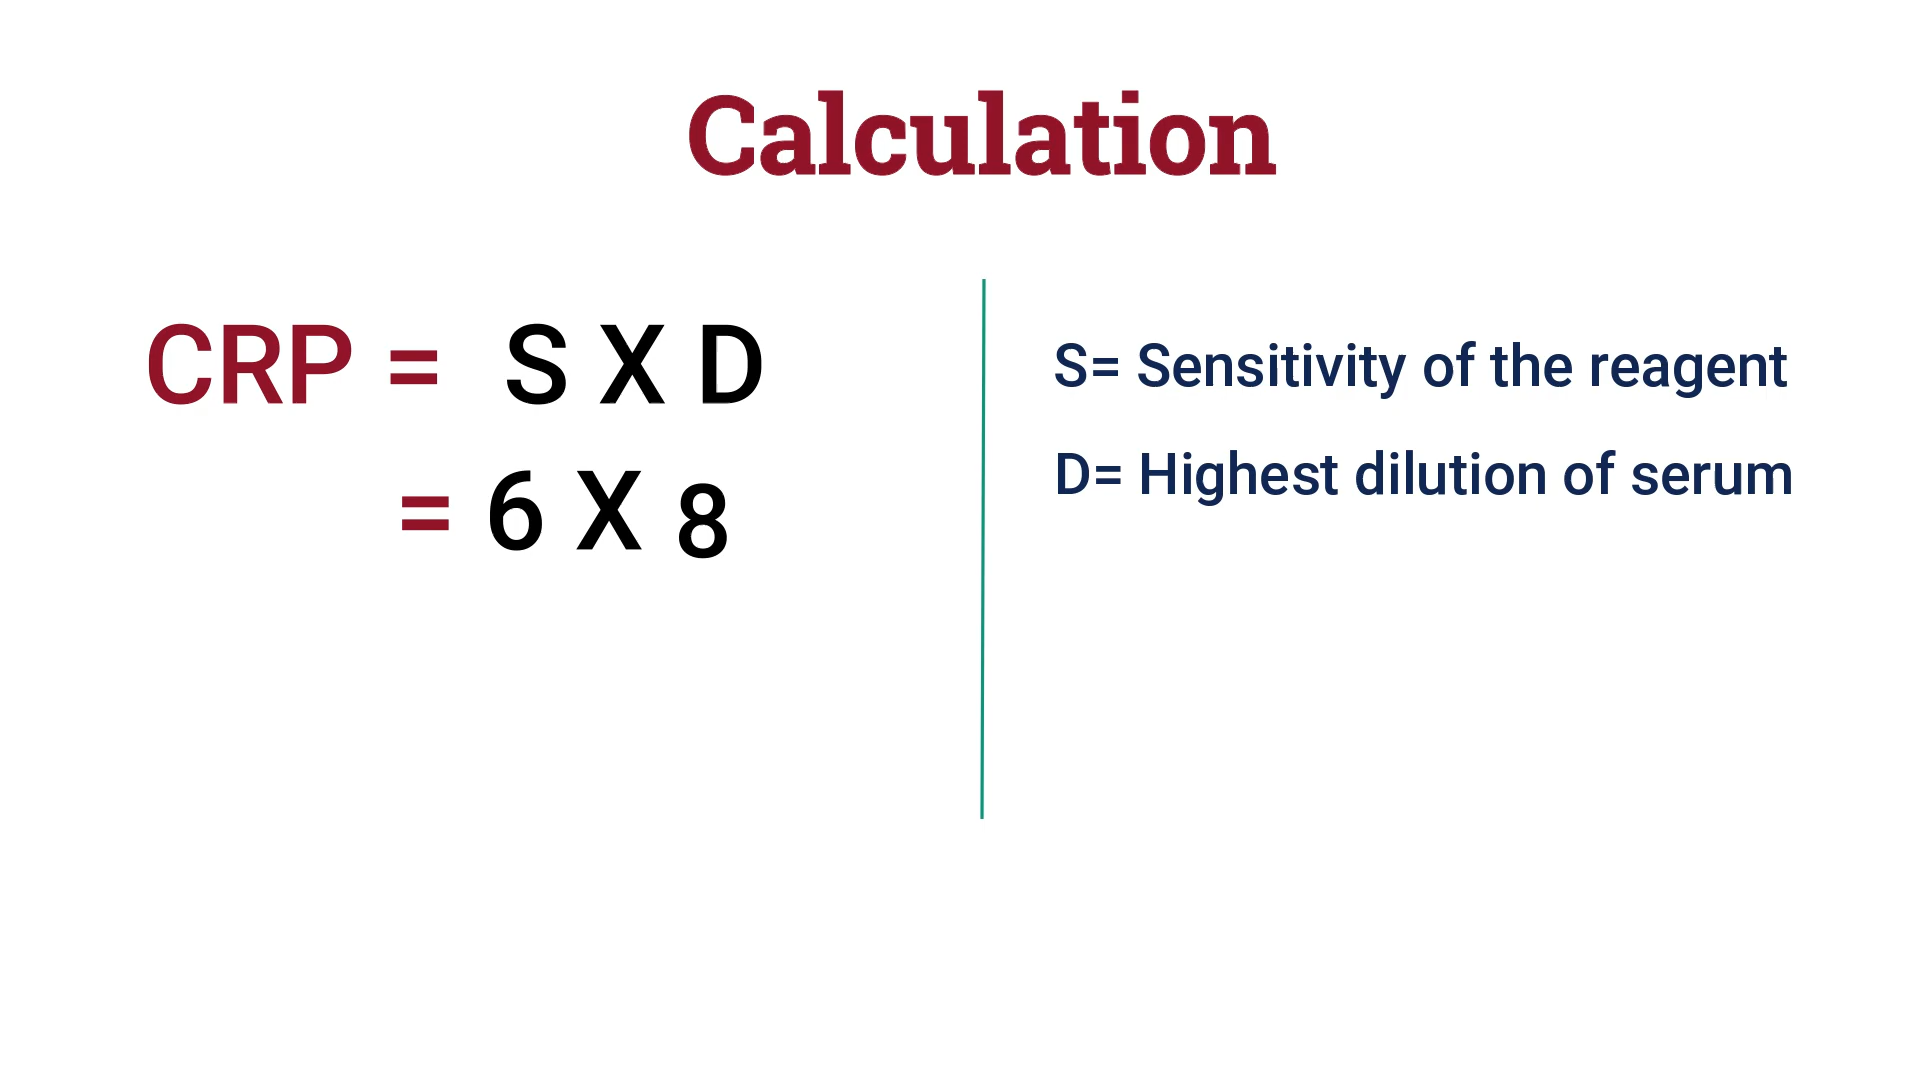 Calculation
CRP = S X D
= 6 X 8
S= Sensitivity of the reagent
D= Highest dilution of serum